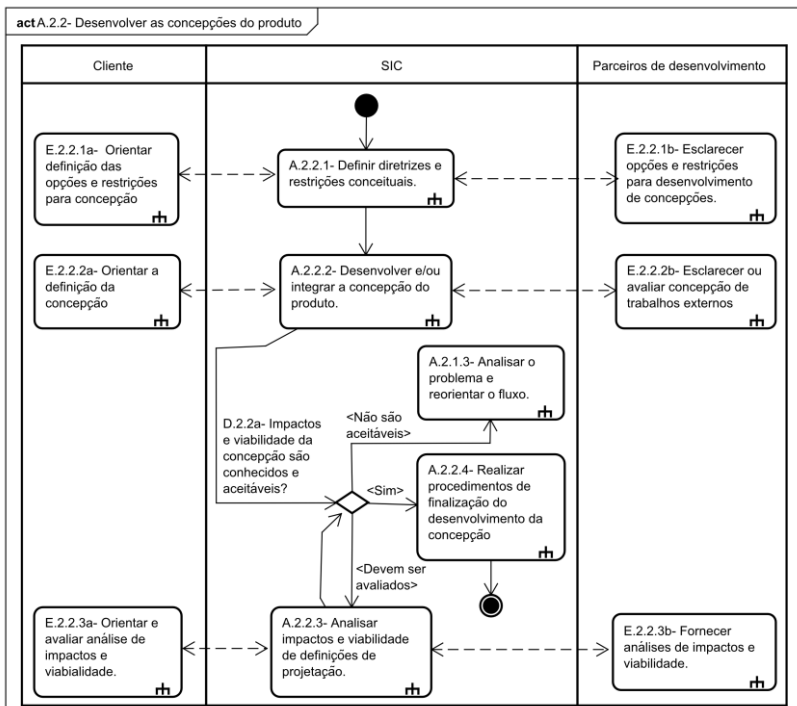 act A.2.2- Desenvolver as concepções do produto
Cliente
SIC
Parceiros de desenvolvimento
E.2.2.1a- Orientar
definição das
opções e restrições
para concepção
A.2.2.1- Definir diretrizes e
restrições conceituais.
E.2.2.1b- Esclarecer
opções e restrições
para desenvolvimento
de concepções.
E.2.2.2a- Orientar a
definição da
concepção
A.2.2.2- Desenvolver e/ou
integrar a concepção do
produto.
E.2.2.2b- Esclarecer ou
avaliar concepção de
trabalhos externos
A.2.1.3- Analisar o
problema e
reorientar o fluxo.
<Não são
aceitáveis>
D.2.2a- Impactos
e viabilidade da
concepção são
conhecidos e
aceitáveis?
<Sim>
A.2.2.4- Realizar
procedimentos de
finalização do
desenvolvimento da
concepção
<Devem ser
avaliados>
E.2.2.3a- Orientar e
avaliar análise de
impactos e
viabialidade.
A.2.2.3- Analisar
impactos e viabilidade
de definições de
projetação.
E.2.2.3b- Fornecer
análises de impactos e
viabilidade.